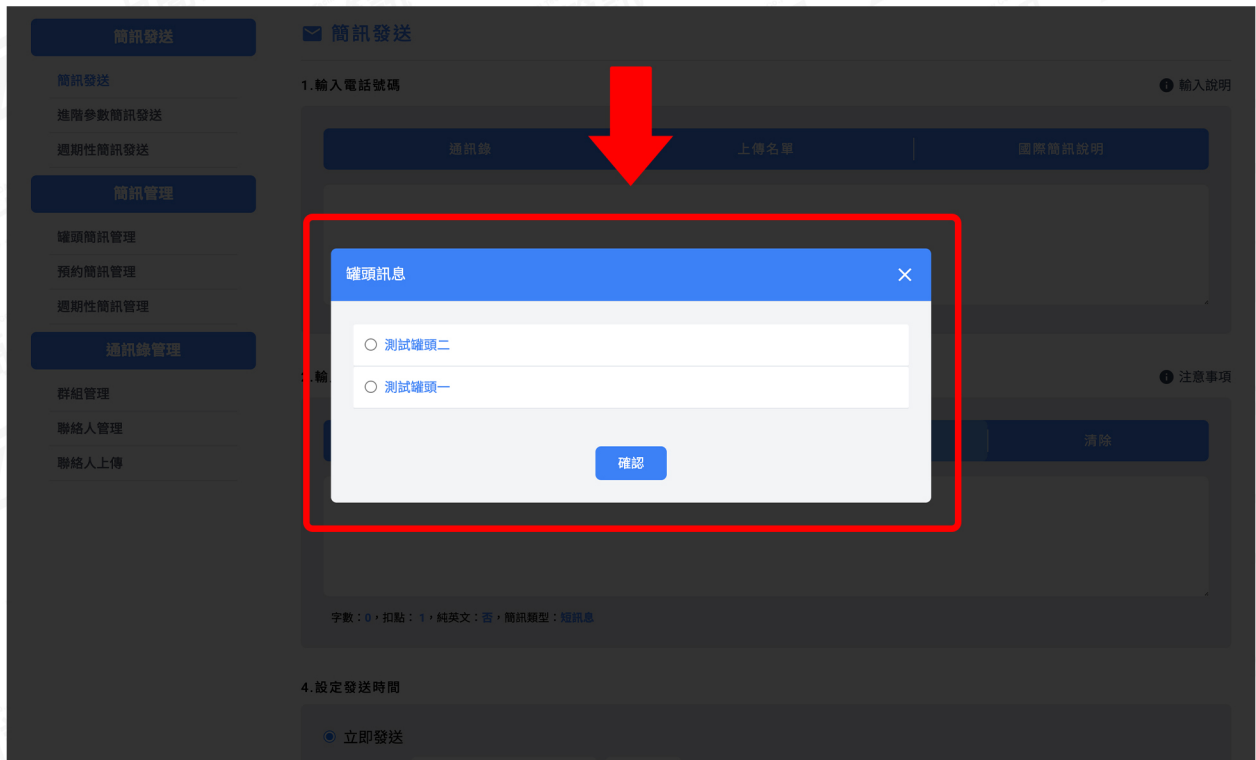 簡訊發送
簡訊發送
進階參數簡訊發送
週期性簡訊發送
簡訊管理
罐頭簡訊管理
預約簡訊管理
週期性簡訊管理
通訊錄管理
群組管理
聯絡人管理
聯絡人上傳
簡訊發送
1.輸入電話號碼
輸入說明
通訊錄
上傳名單
國際簡訊說明
罐頭訊息
測試罐頭二
測試罐頭一
確認
輸
注意事項
清除
字數：0，扣點：1，純英文：否，簡訊類型：短訊息
4.設定發送時間
立即發送